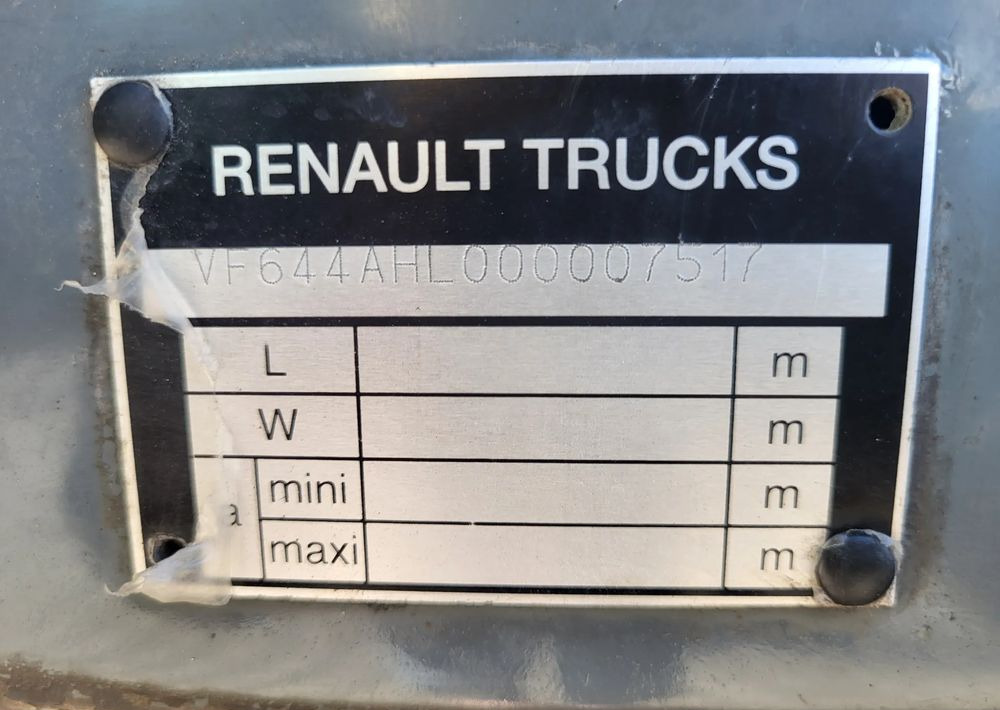 RENAULT TRUCKS
VF644AHL000007517
L m
W m
a mini m
maxi m